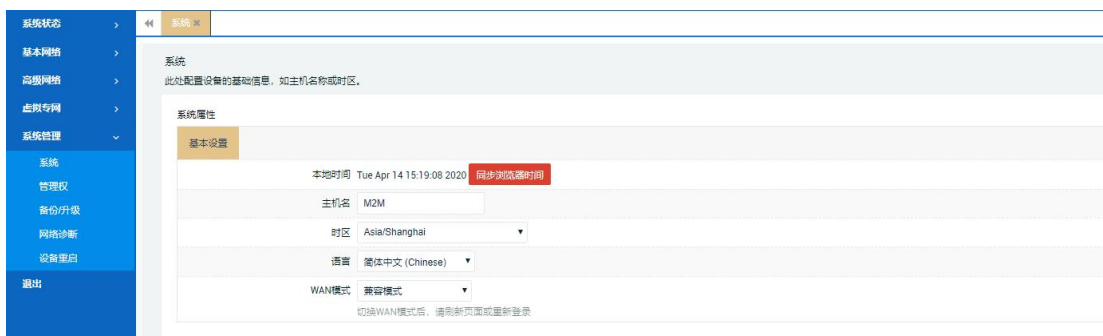 系统状态
基本网络
高级网络
虚拟专网
系统管理
系统
管理权
备份/升级
网络诊断
设备重启
退出
系统
系统
此处配置设备的基础信息，如主机名称或时区。
系统属性
基本设置
本地时间 Tue Apr 14 15:19:08 2020 同步浏览器时间
主机名 M2M
时区 Asia/Shanghai
语言 简体中文 (Chinese)
WAN模式 兼容模式
切换WAN模式后，请刷新页面或重新登录